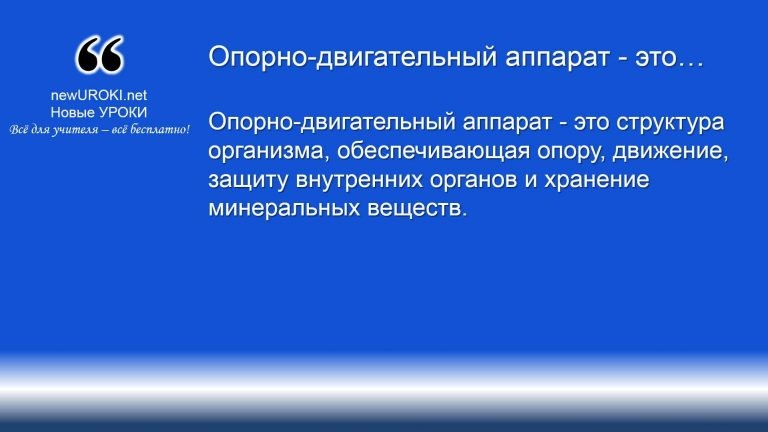 ❝
newUROKI.net
Новые УРОКИ
Всё для учителя – всё бесплатно!
Опорно-двигательный аппарат - это…
Опорно-двигательный аппарат - это структура
организма, обеспечивающая опору, движение,
защиту внутренних органов и хранение
минеральных веществ.